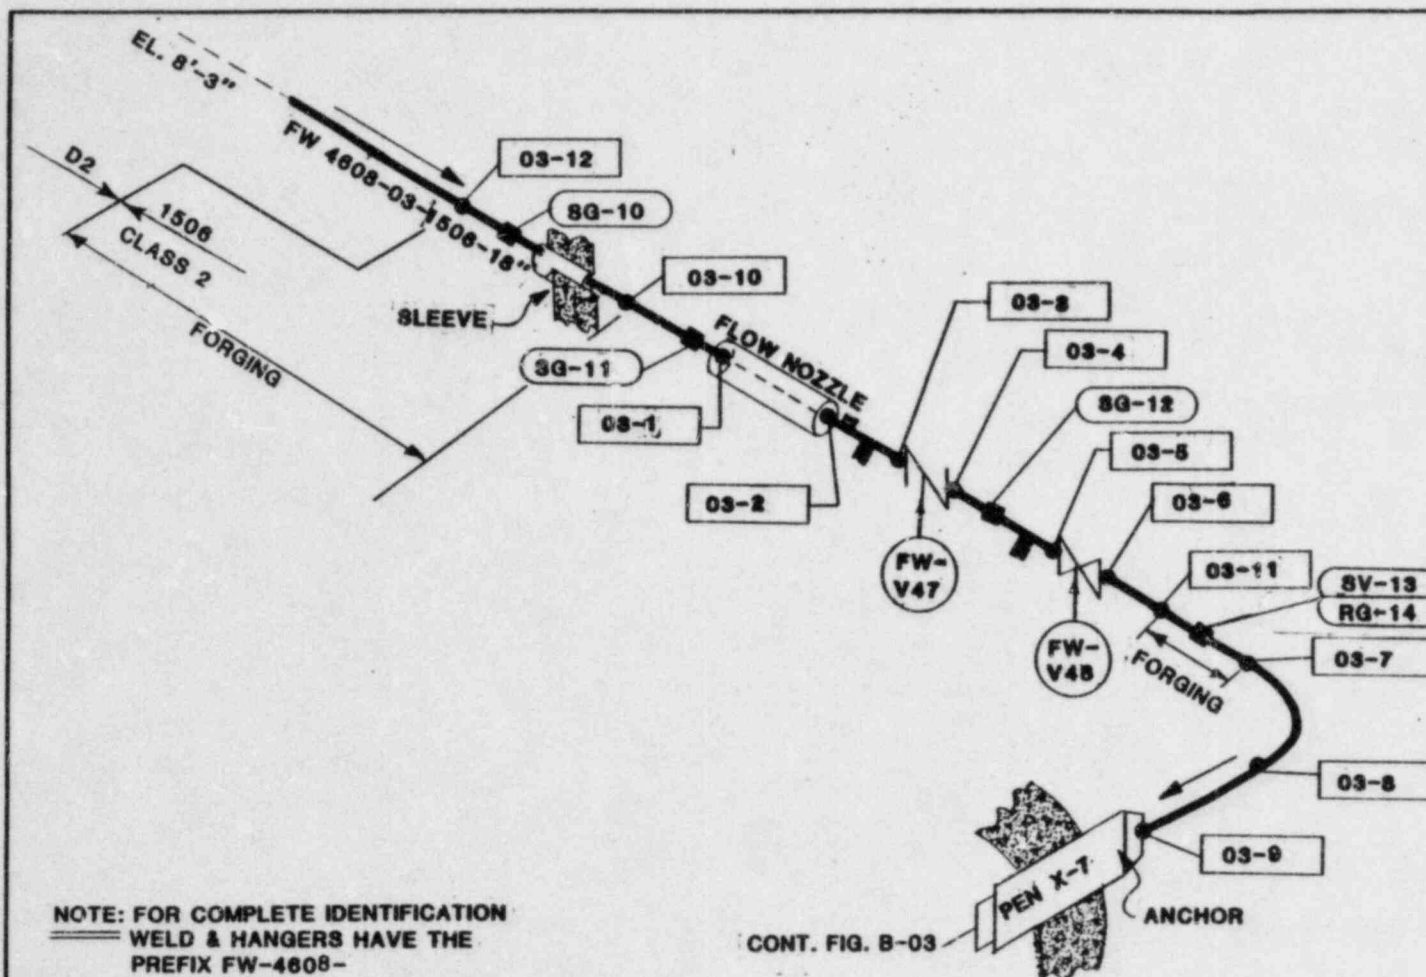 EL. 8'-3"
D2
1506
CLASS 2
FORGING
FW 4608-03-1506-18"
03-12
SG-10
SLEEVE
03-10
SG-11
FLOW NOZZLE
03-1
03-2
03-3
03-4
SG-12
03-5
03-6
FW-
V47
FW-
V48
03-11
SV-13
RG-14
FORGING
03-7
03-8
03-9
PEN X-7
ANCHOR
CONT. FIG. B-03
NOTE: FOR COMPLETE IDENTIFICATION
WELD & HANGERS HAVE THE
PREFIX FW-4608-